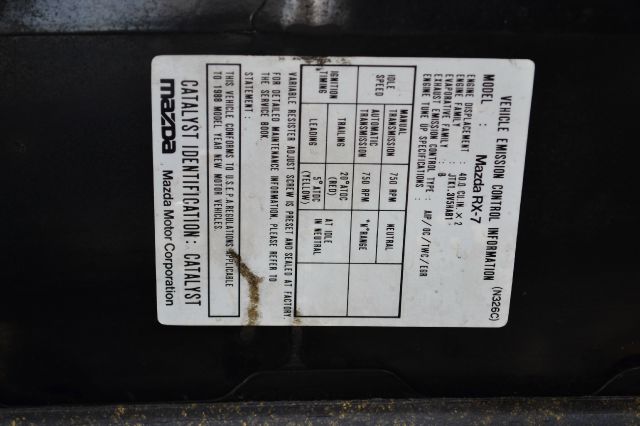 VEHICLE EMISSION CONTROL INFORMATION (N326C)
MODEL : Mazda RX-7
ENGINE DISPLACEMENT : 40.0 CU.IN. × 2
ENGINE FAMILY : JTK1.3V5HAB1
EVAPORATIVE FAMILY : B
EXHAUST EMISSION CONTROL TYPE : AIP/OC/TWC/EGR
ENGINE TUNE UP SPECIFICATIONS :
IDLE SPEED MANUAL TRANSMISSION 750 RPM NEUTRAL
AUTOMATIC TRANSMISSION 750 RPM "N"RANGE
IGNITION TIMING TRAILING 20°ATDC (RED) AT IDLE IN NEUTRAL
LEADING 5°ATDC (YELLOW)
VARIABLE RESISTER ADJUST SCREW IS PRESET AND SEALED AT FACTORY.
FOR DETAILED MAINTENANCE INFORMATION, PLEASE REFER TO
THE SERVICE BOOK.
STATEMENT :
THIS VEHICLE CONFORMS TO U.S.E.P.A REGULATIONS APPLICABLE
TO 1988 MODEL YEAR NEW MOTOR VEHICLES.
CATALYST IDENTIFICATION : CATALYST
mazDa Mazda Motor Corporation